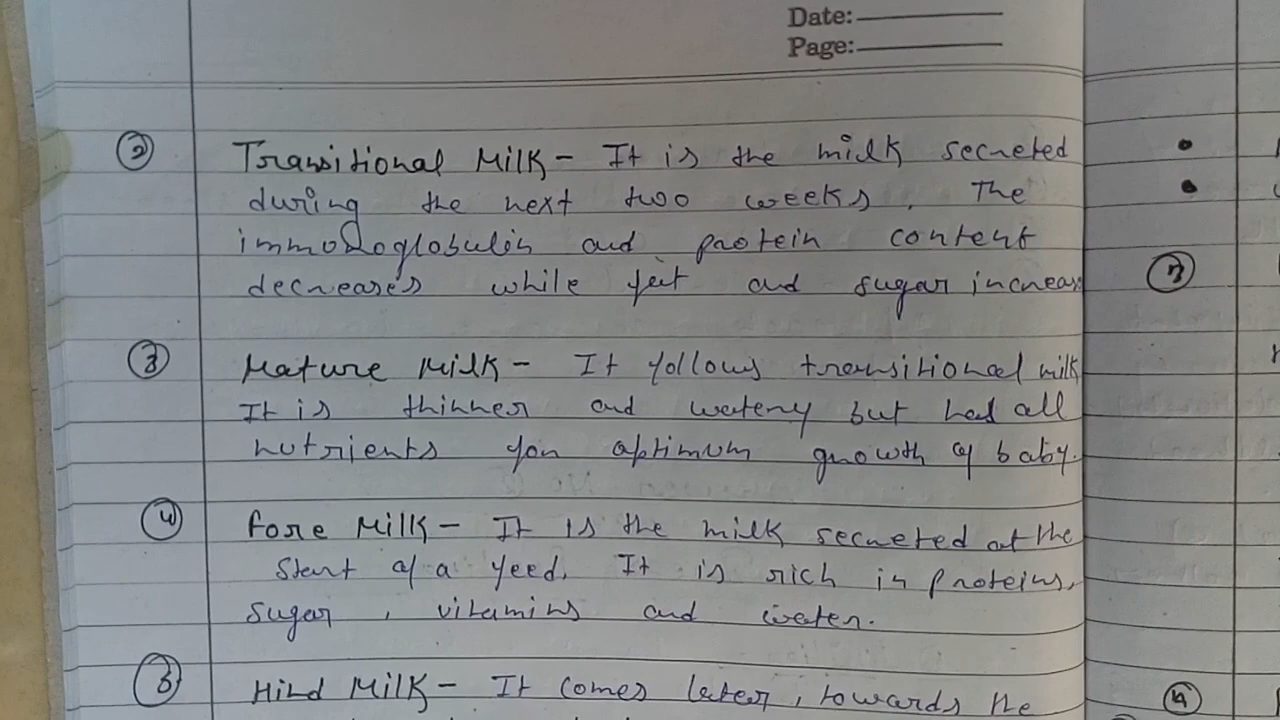 Date:
Page:
② Transitional Milk - It is the milk secreted
during the next two weeks. The
immunoglobulin and protein content
decreases while fat and sugar increas
③ Mature Milk - It follows transitional milk
It is thinner and watery but had all
nutrients for optimum growth of baby.
④ Fore Milk - It is the milk secreted at the
start of a feed. It is rich in proteins,
sugar, vitamins and water.
⑤ Hind Milk - It comes later, towards the